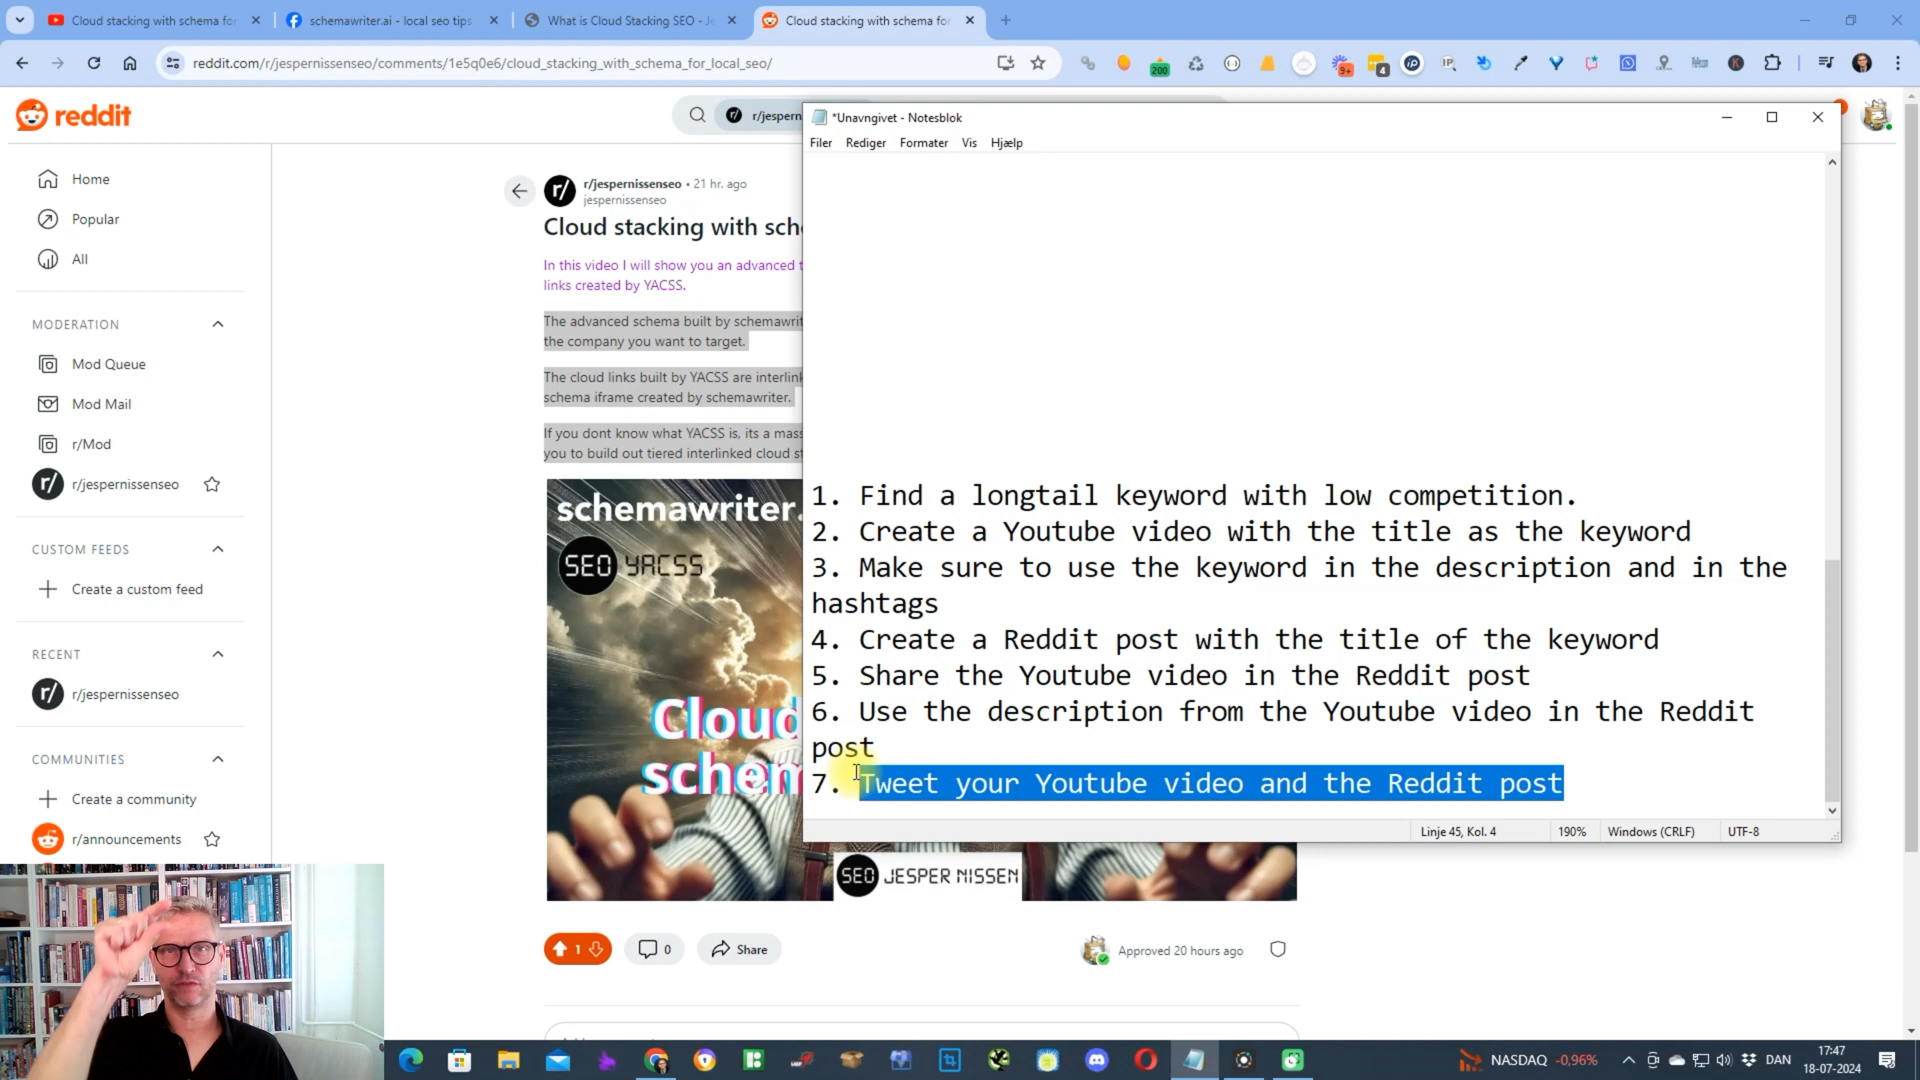 Cloud stacking with schema for
schemawriter.ai - local seo tips
What is Cloud Stacking SEO - Je
Cloud stacking with schema for
reddit.com/r/jespernissenseo/comments/1e5q0e6/cloud_stacking_with_schema_for_local_seo/
200
9+
4
reddit
r/jespern
*Unavngivet - Notesblok
Filer Rediger Formater Vis Hjælp
Home
Popular
All
MODERATION
Mod Queue
Mod Mail
r/Mod
r/jespernissenseo
CUSTOM FEEDS
Create a custom feed
RECENT
r/jespernissenseo
COMMUNITIES
Create a community
r/announcements
r/jespernissenseo • 21 hr. ago
jespernissenseo
Cloud stacking with sch
In this video I will show you an advanced t
links created by YACSS.
The advanced schema built by schemawrit
the company you want to target.
The cloud links built by YACSS are interlink
schema iframe created by schemawriter.
If you dont know what YACSS is, its a mass
you to build out tiered interlinked cloud st
schemawriter.
SEO YACSS
Cloud
schem
SEO JESPER NISSEN
1. Find a longtail keyword with low competition.
2. Create a Youtube video with the title as the keyword
3. Make sure to use the keyword in the description and in the
hashtags
4. Create a Reddit post with the title of the keyword
5. Share the Youtube video in the Reddit post
6. Use the description from the Youtube video in the Reddit
post
7. Tweet your Youtube video and the Reddit post
Linje 45, Kol. 4 190% Windows (CRLF) UTF-8
1 0 Share
Approved 20 hours ago
NASDAQ -0,96%
DAN
17:47
18-07-2024